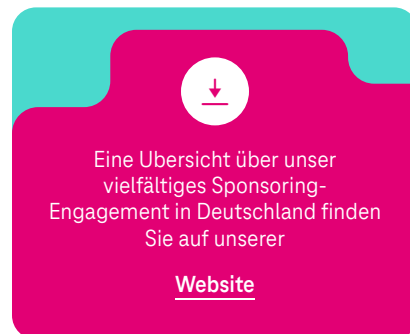 Eine Ubersicht über unser
vielfältiges Sponsoring-
Engagement in Deutschland finden
Sie auf unserer
Website